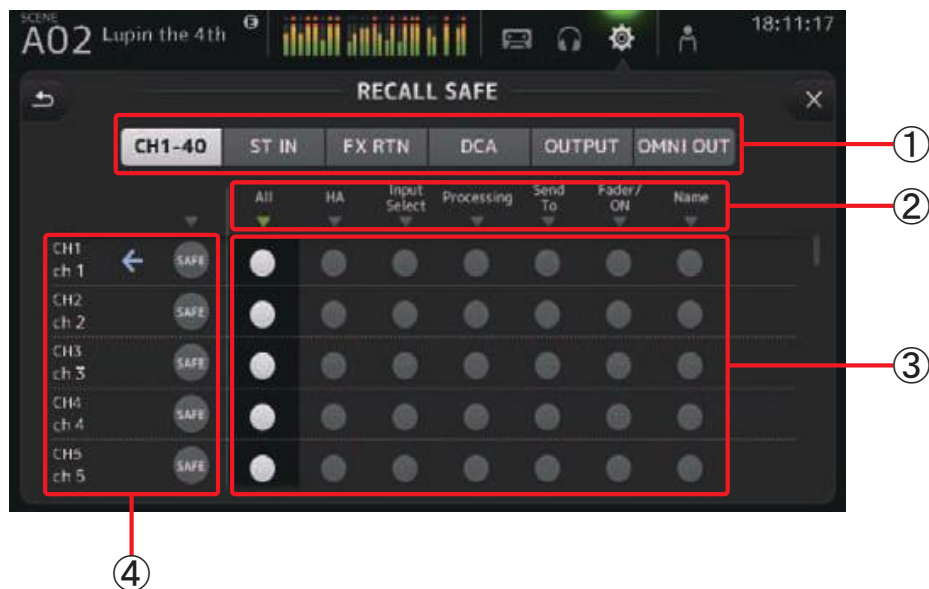 SCENE
A02 Lupin the 4th E
18:11:17
RECALL SAFE
CH1-40 ST IN FX RTN DCA OUTPUT OMNI OUT
①
All HA Input Select Processing Send To Fader/ON Name
②
CH1
ch 1
SAFE
CH2
ch 2
SAFE
CH3
ch 3
SAFE
③
CH4
ch 4
SAFE
CH5
ch 5
SAFE
④